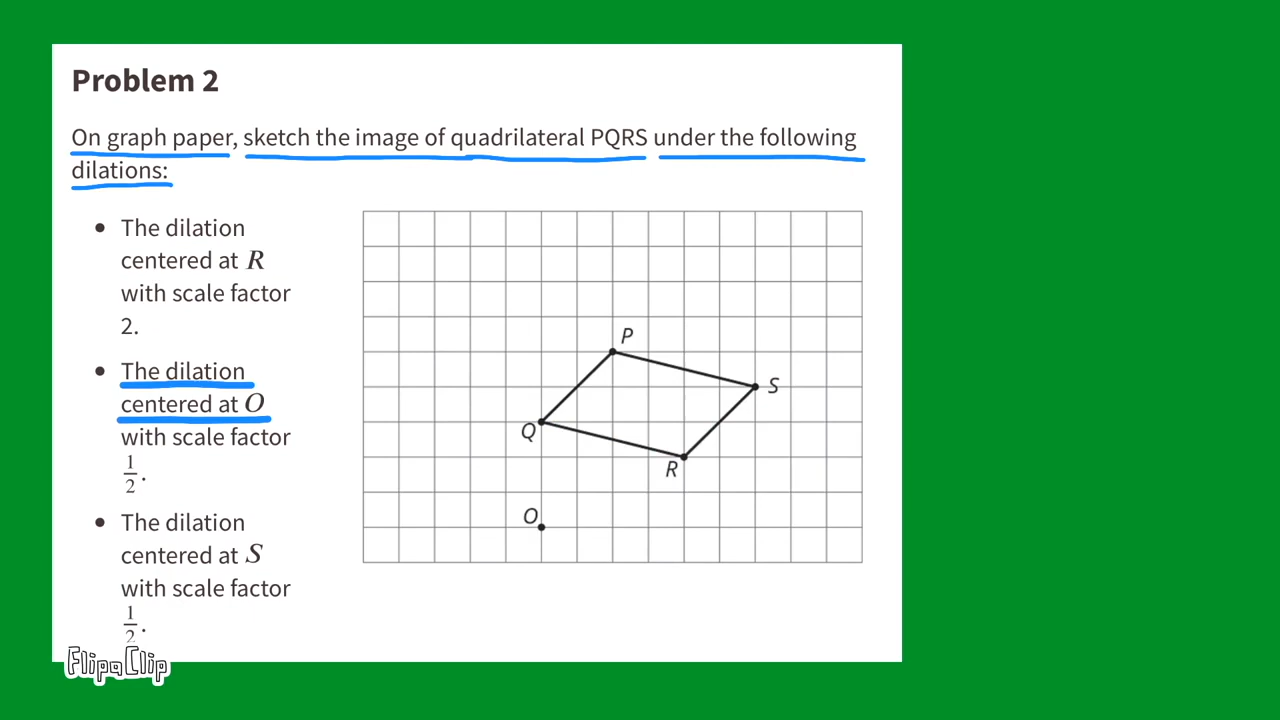 Problem 2
On graph paper, sketch the image of quadrilateral PQRS under the following
dilations:
• The dilation
centered at R
with scale factor
2.
• The dilation
centered at O
with scale factor
1/2.
• The dilation
centered at S
with scale factor
1/2.
P
S
Q
R
O
FlipaClip